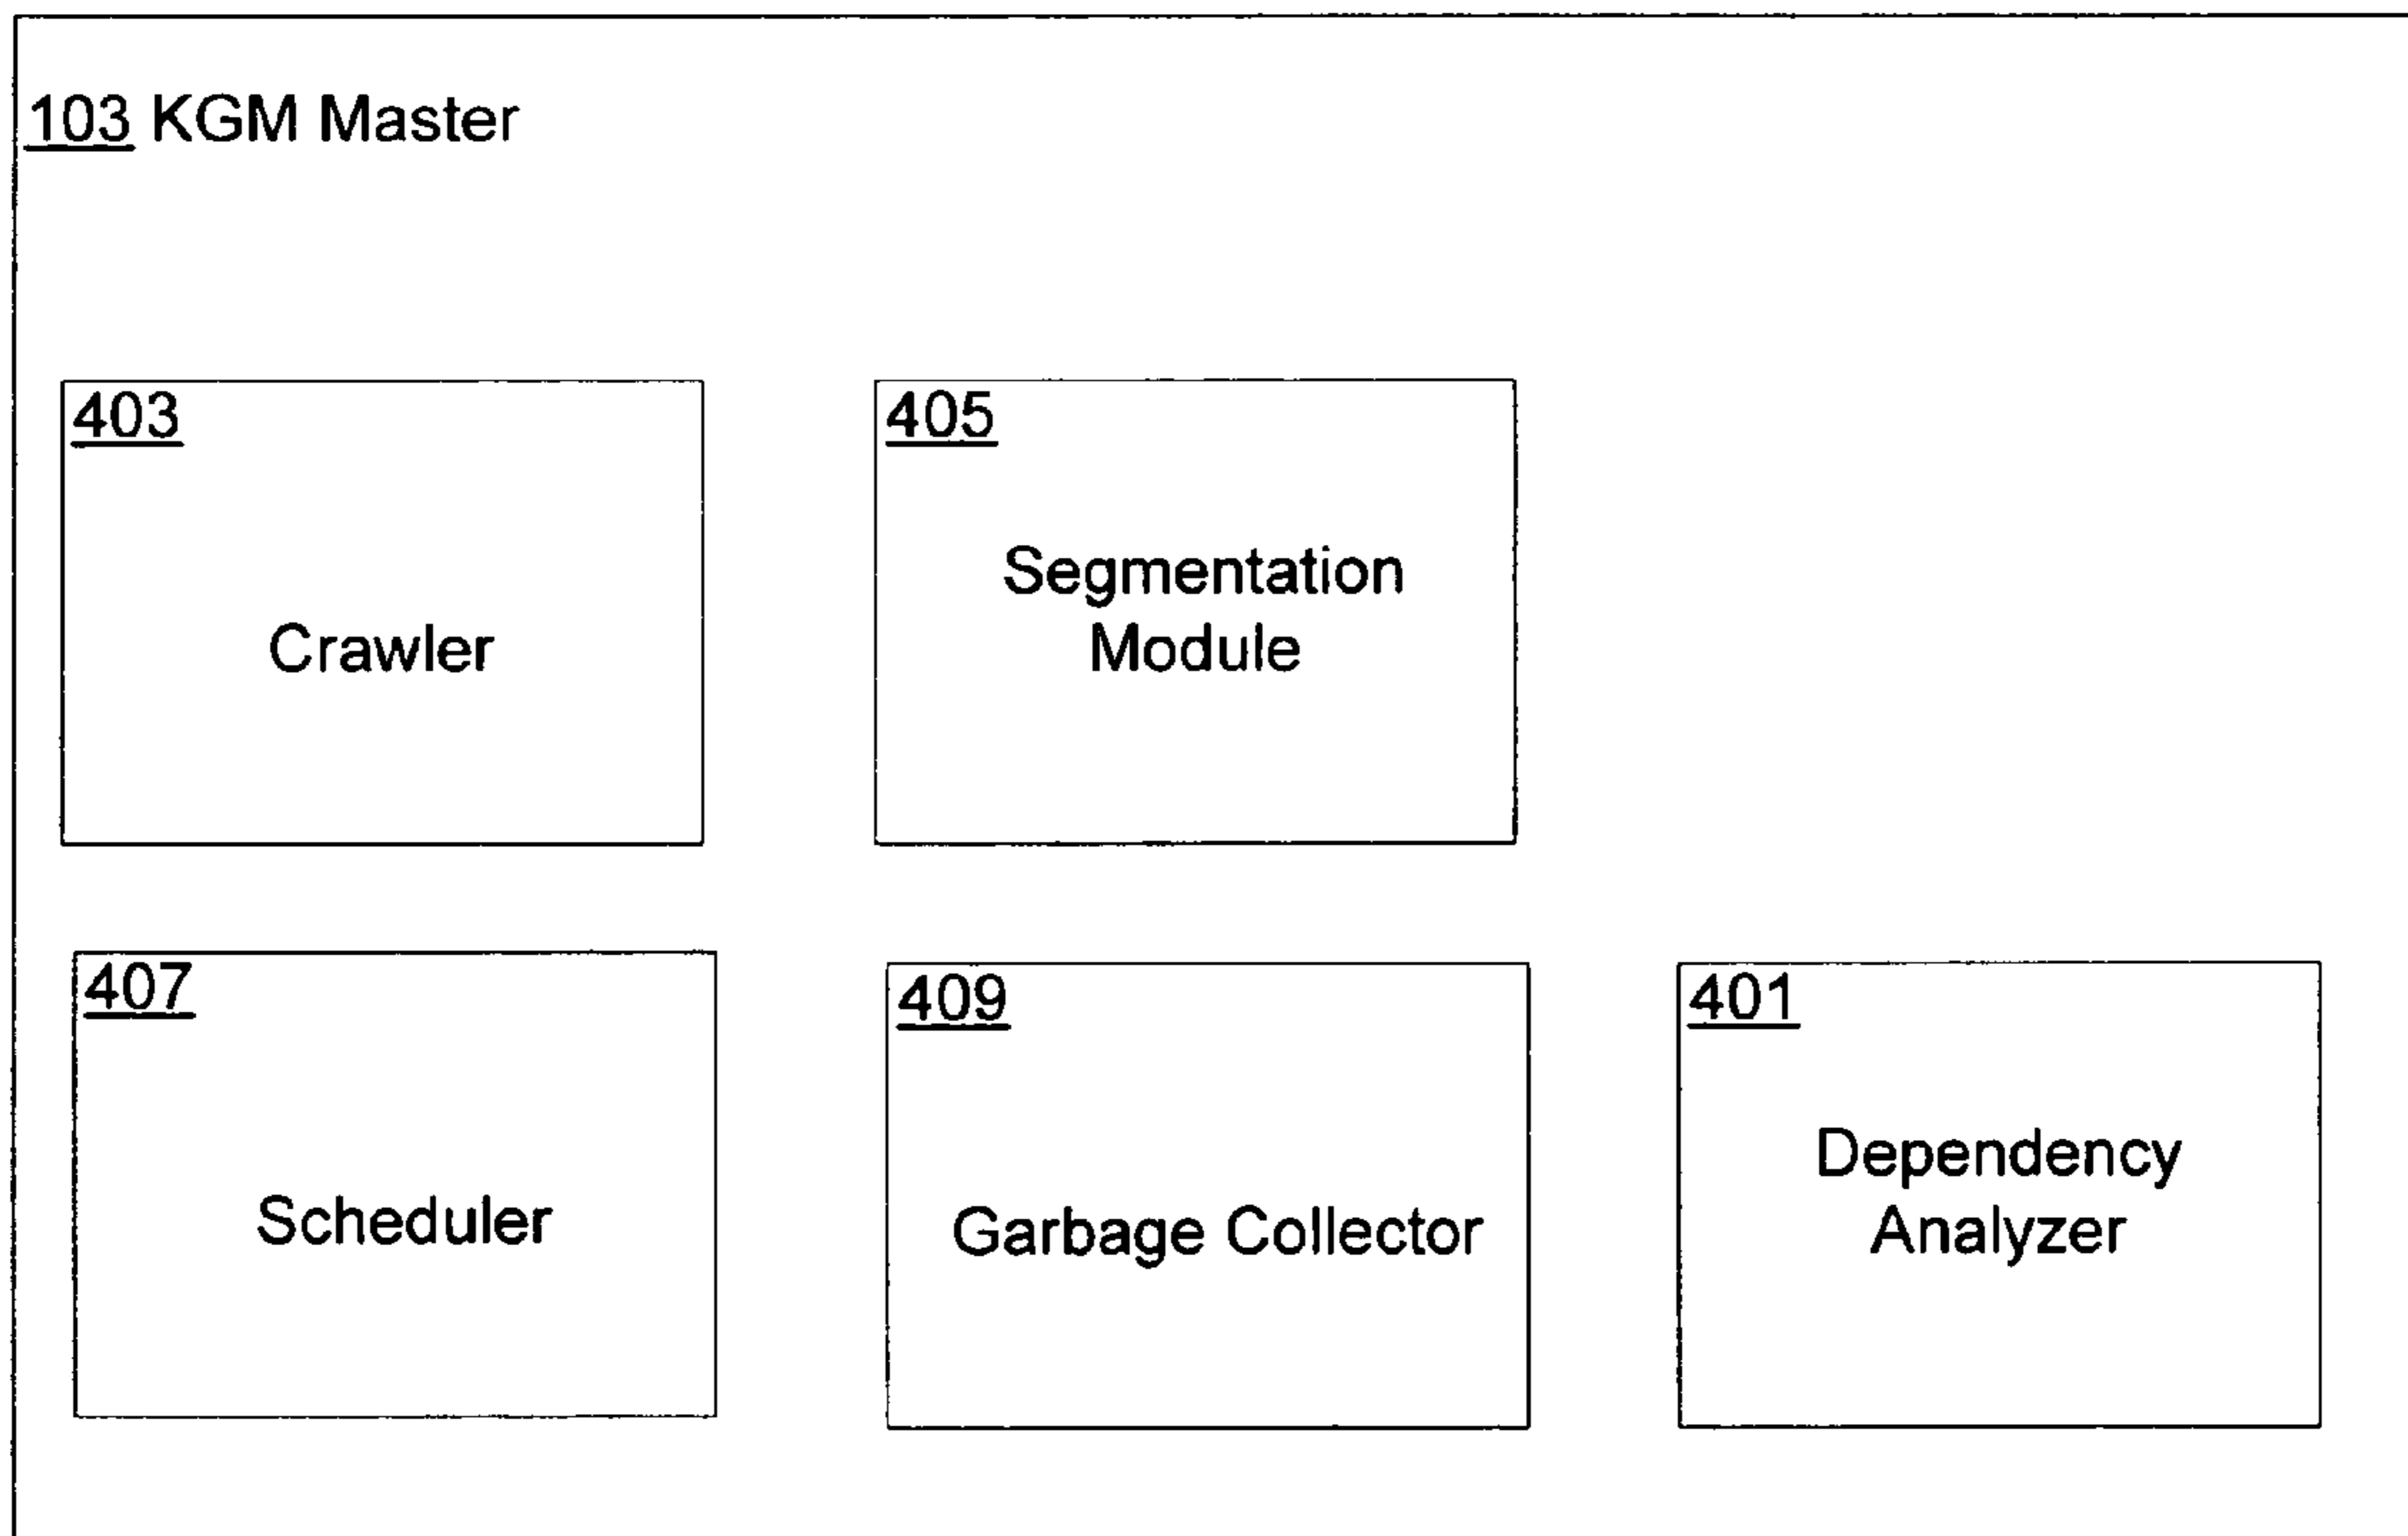 103 KGM Master
403
Crawler
405
Segmentation
Module
407
Scheduler
409
Garbage Collector
401
Dependency
Analyzer